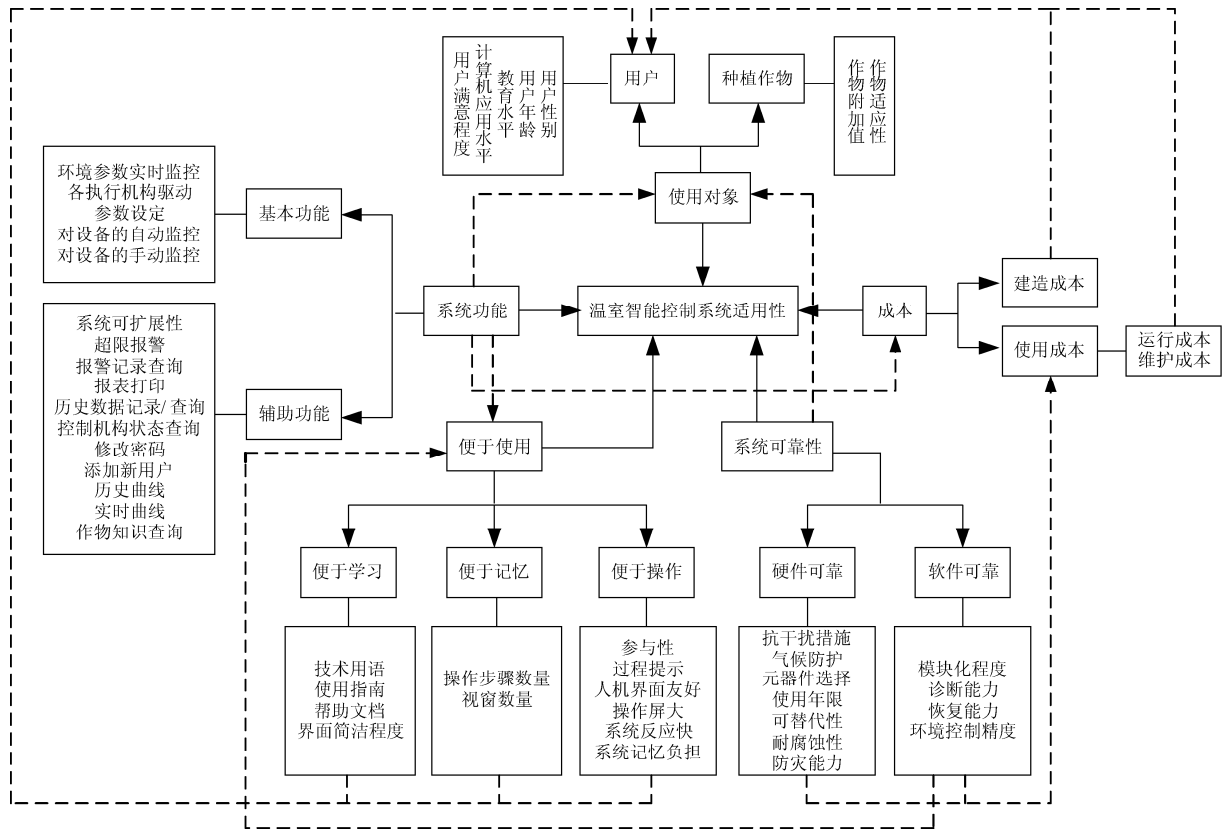 用户满意程度
计算机应用水平
教育水平
用户年龄
用户性别
用户
种植作物
作物附加值
作物适应性
环境参数实时监控
各执行机构驱动
参数设定
对设备的自动监控
对设备的手动监控
基本功能
使用对象
系统功能
温室智能控制系统适用性
成本
建造成本
使用成本
运行成本
维护成本
系统可扩展性
超限报警
报警记录查询
报表打印
历史数据记录/查询
控制机构状态查询
修改密码
添加新用户
历史曲线
实时曲线
作物知识查询
辅助功能
便于使用
系统可靠性
便于学习
便于记忆
便于操作
硬件可靠
软件可靠
技术用语
使用指南
帮助文档
界面简洁程度
操作步骤数量
视窗数量
参与性
过程提示
人机界面友好
操作屏大
系统反应快
系统记忆负担
抗干扰措施
气候防护
元器件选择
使用年限
可替代性
耐腐蚀性
防灾能力
模块化程度
诊断能力
恢复能力
环境控制精度